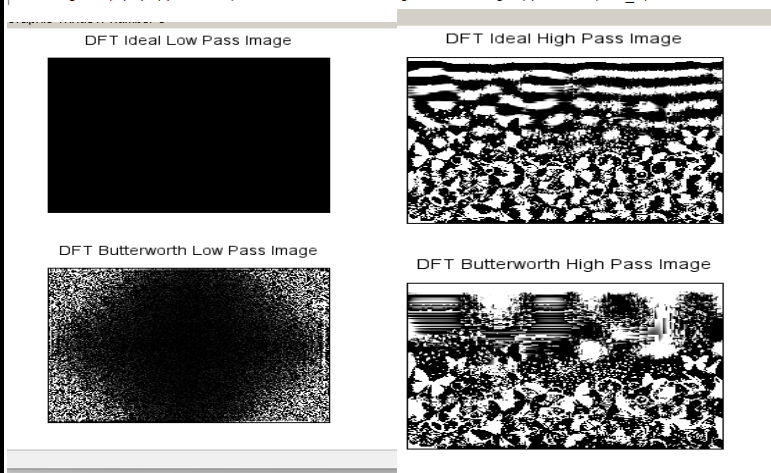 DFT Ideal Low Pass Image
DFT Ideal High Pass Image
DFT Butterworth Low Pass Image
DFT Butterworth High Pass Image